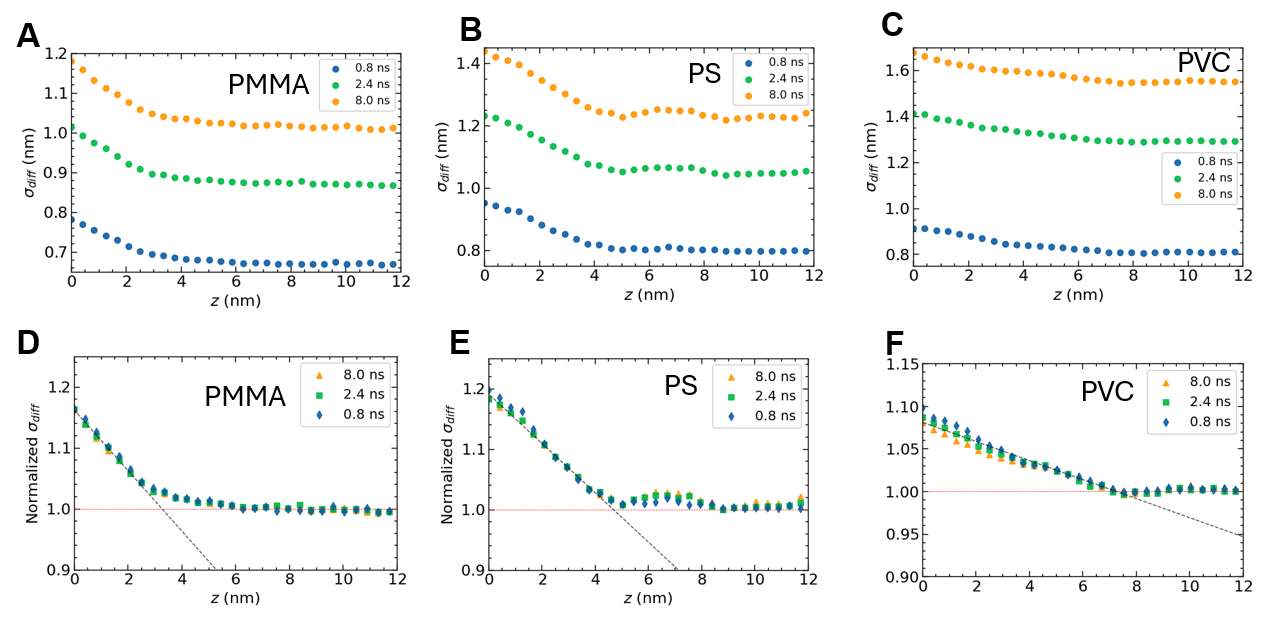 A
1.2
1.1
1.0
0.9
0.8
0.7
σdiff (nm)
PMMA
0.8 ns
2.4 ns
8.0 ns
0 2 4 6 8 10 12
z (nm)
B
1.4
1.2
1.0
0.8
σdiff (nm)
PS
0.8 ns
2.4 ns
8.0 ns
0 2 4 6 8 10 12
z (nm)
C
1.6
1.4
1.2
1.0
0.8
σdiff (nm)
PVC
0.8 ns
2.4 ns
8.0 ns
0 2 4 6 8 10 12
z (nm)
D
1.2
1.1
1.0
0.9
Normalized σdiff
PMMA
8.0 ns
2.4 ns
0.8 ns
0 2 4 6 8 10 12
z (nm)
E
1.2
1.1
1.0
0.9
Normalized σdiff
PS
8.0 ns
2.4 ns
0.8 ns
0 2 4 6 8 10 12
z (nm)
F
1.15
1.10
1.05
1.00
0.95
0.90
PVC
8.0 ns
2.4 ns
0.8 ns
0 2 4 6 8 10 12
z (nm)